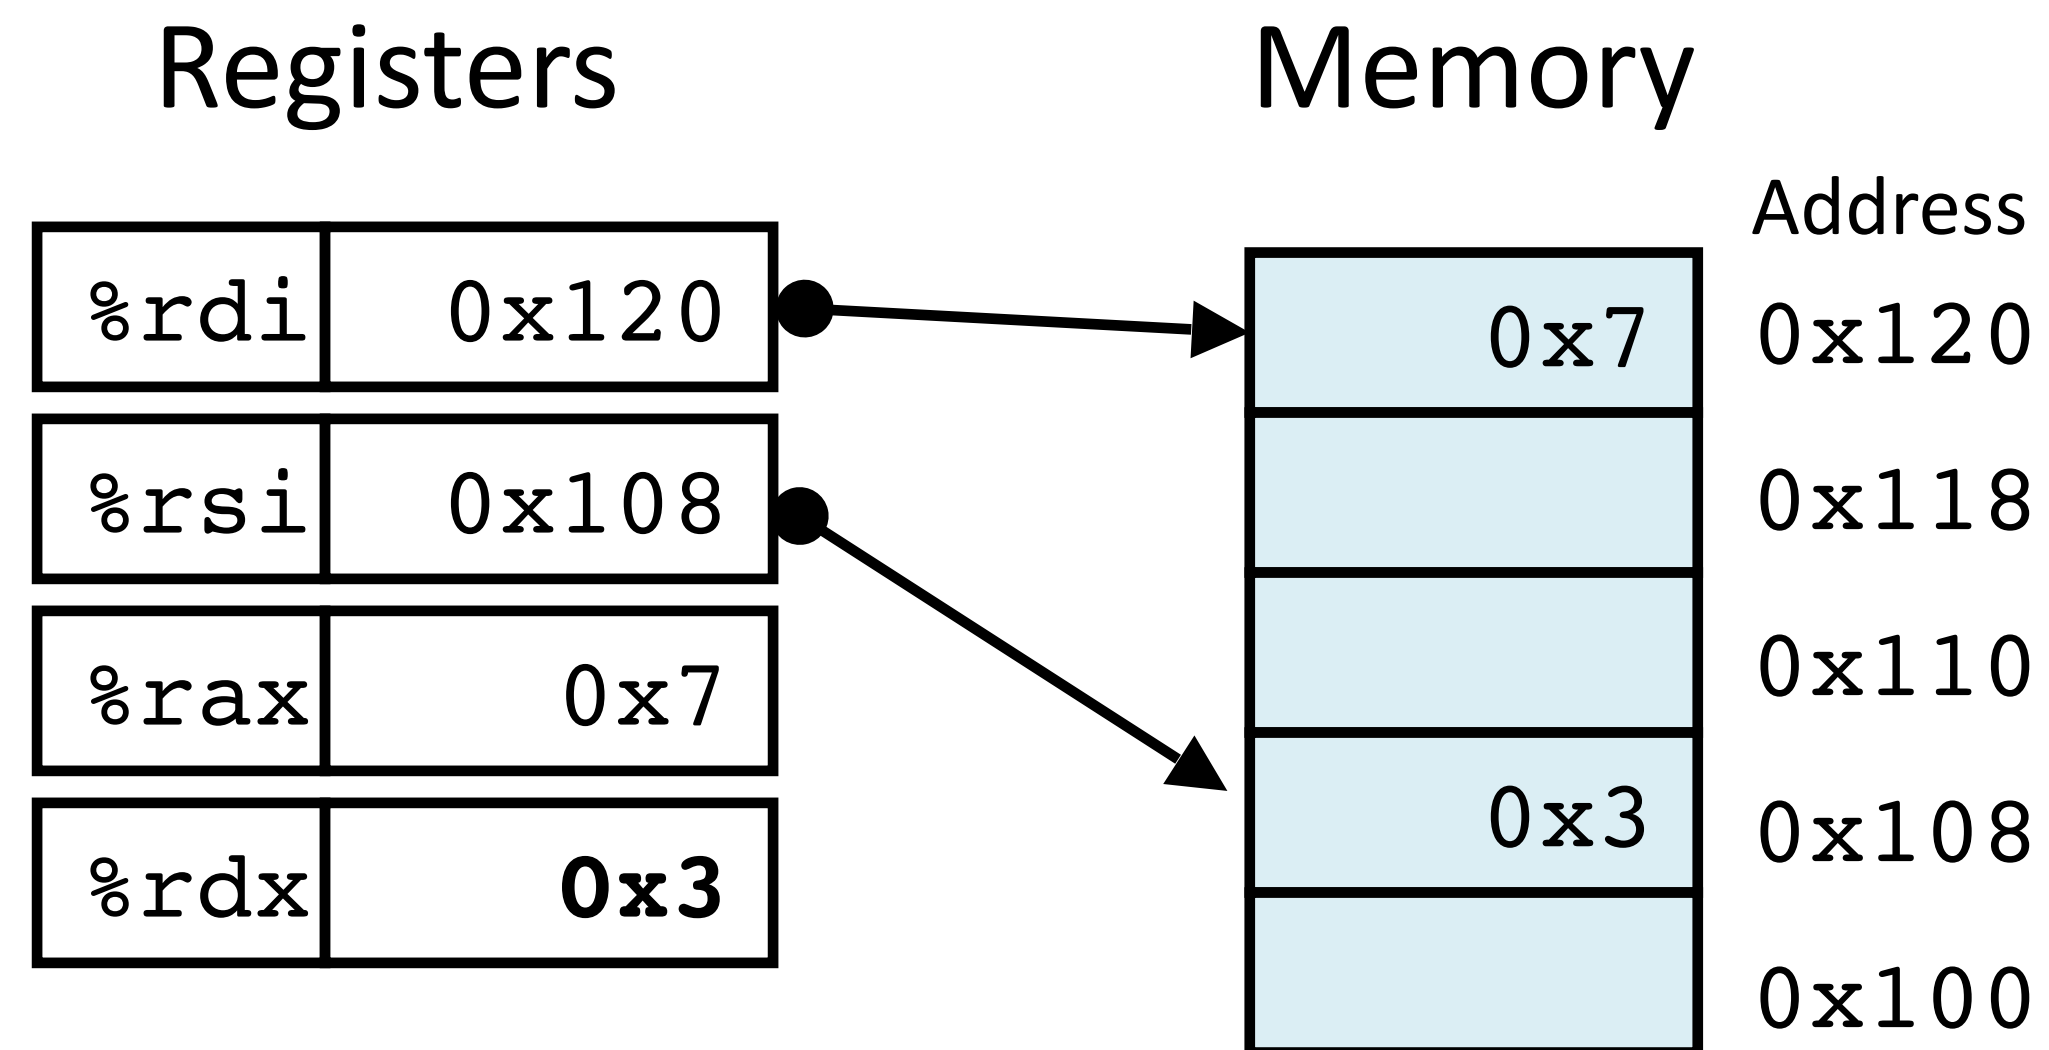 Registers
Memory
Address
%rdi 0x120
0x7 0x120
%rsi 0x108
0x118
%rax 0x7
0x110
0x3 0x108
%rdx 0x3
0x100